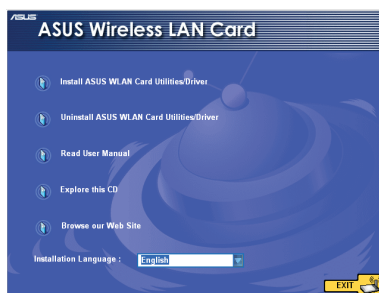 ASUS
ASUS Wireless LAN Card
Install ASUS WLAN Card Utilities/Driver
Uninstall ASUS WLAN Card Utilities/Driver
Read User Manual
Explore this CD
Browse our Web Site
Installation Language : English
EXIT